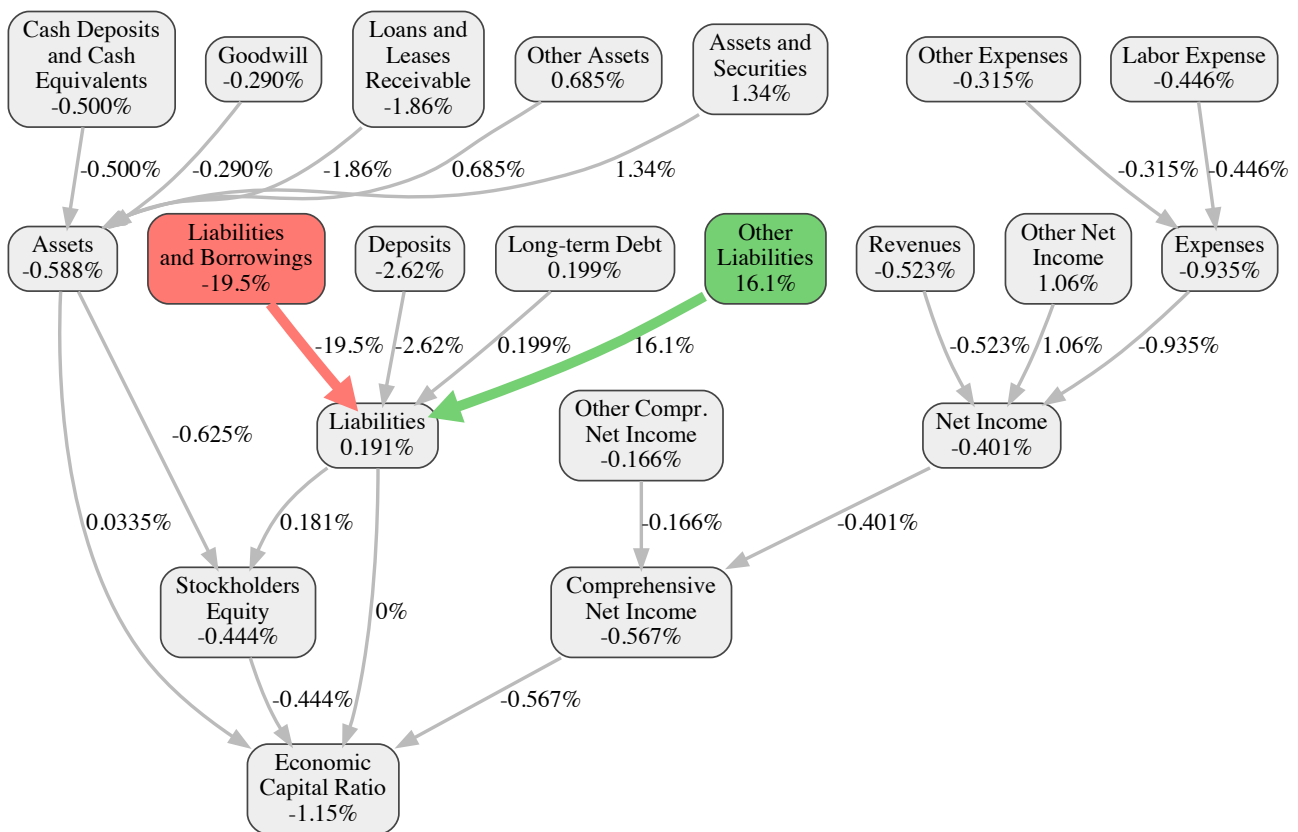 Cash Deposits
and Cash
Equivalents
-0.500%
Goodwill
-0.290%
Loans and
Leases
Receivable
-1.86%
Other Assets
0.685%
Assets and
Securities
1.34%
Other Expenses
-0.315%
Labor Expense
-0.446%
-0.500%
-0.290%
-1.86%
0.685%
1.34%
-0.315%
-0.446%
Assets
-0.588%
Liabilities
and Borrowings
-19.5%
Deposits
-2.62%
Long-term Debt
0.199%
Other
Liabilities
16.1%
Revenues
-0.523%
Other Net
Income
1.06%
Expenses
-0.935%
-19.5%
-2.62%
0.199%
16.1%
-0.523%
1.06%
-0.935%
-0.625%
Liabilities
0.191%
Other Compr.
Net Income
-0.166%
Net Income
-0.401%
0.0335%
0.181%
-0.166%
-0.401%
Stockholders
Equity
-0.444%
0%
Comprehensive
Net Income
-0.567%
-0.444%
-0.567%
Economic
Capital Ratio
-1.15%